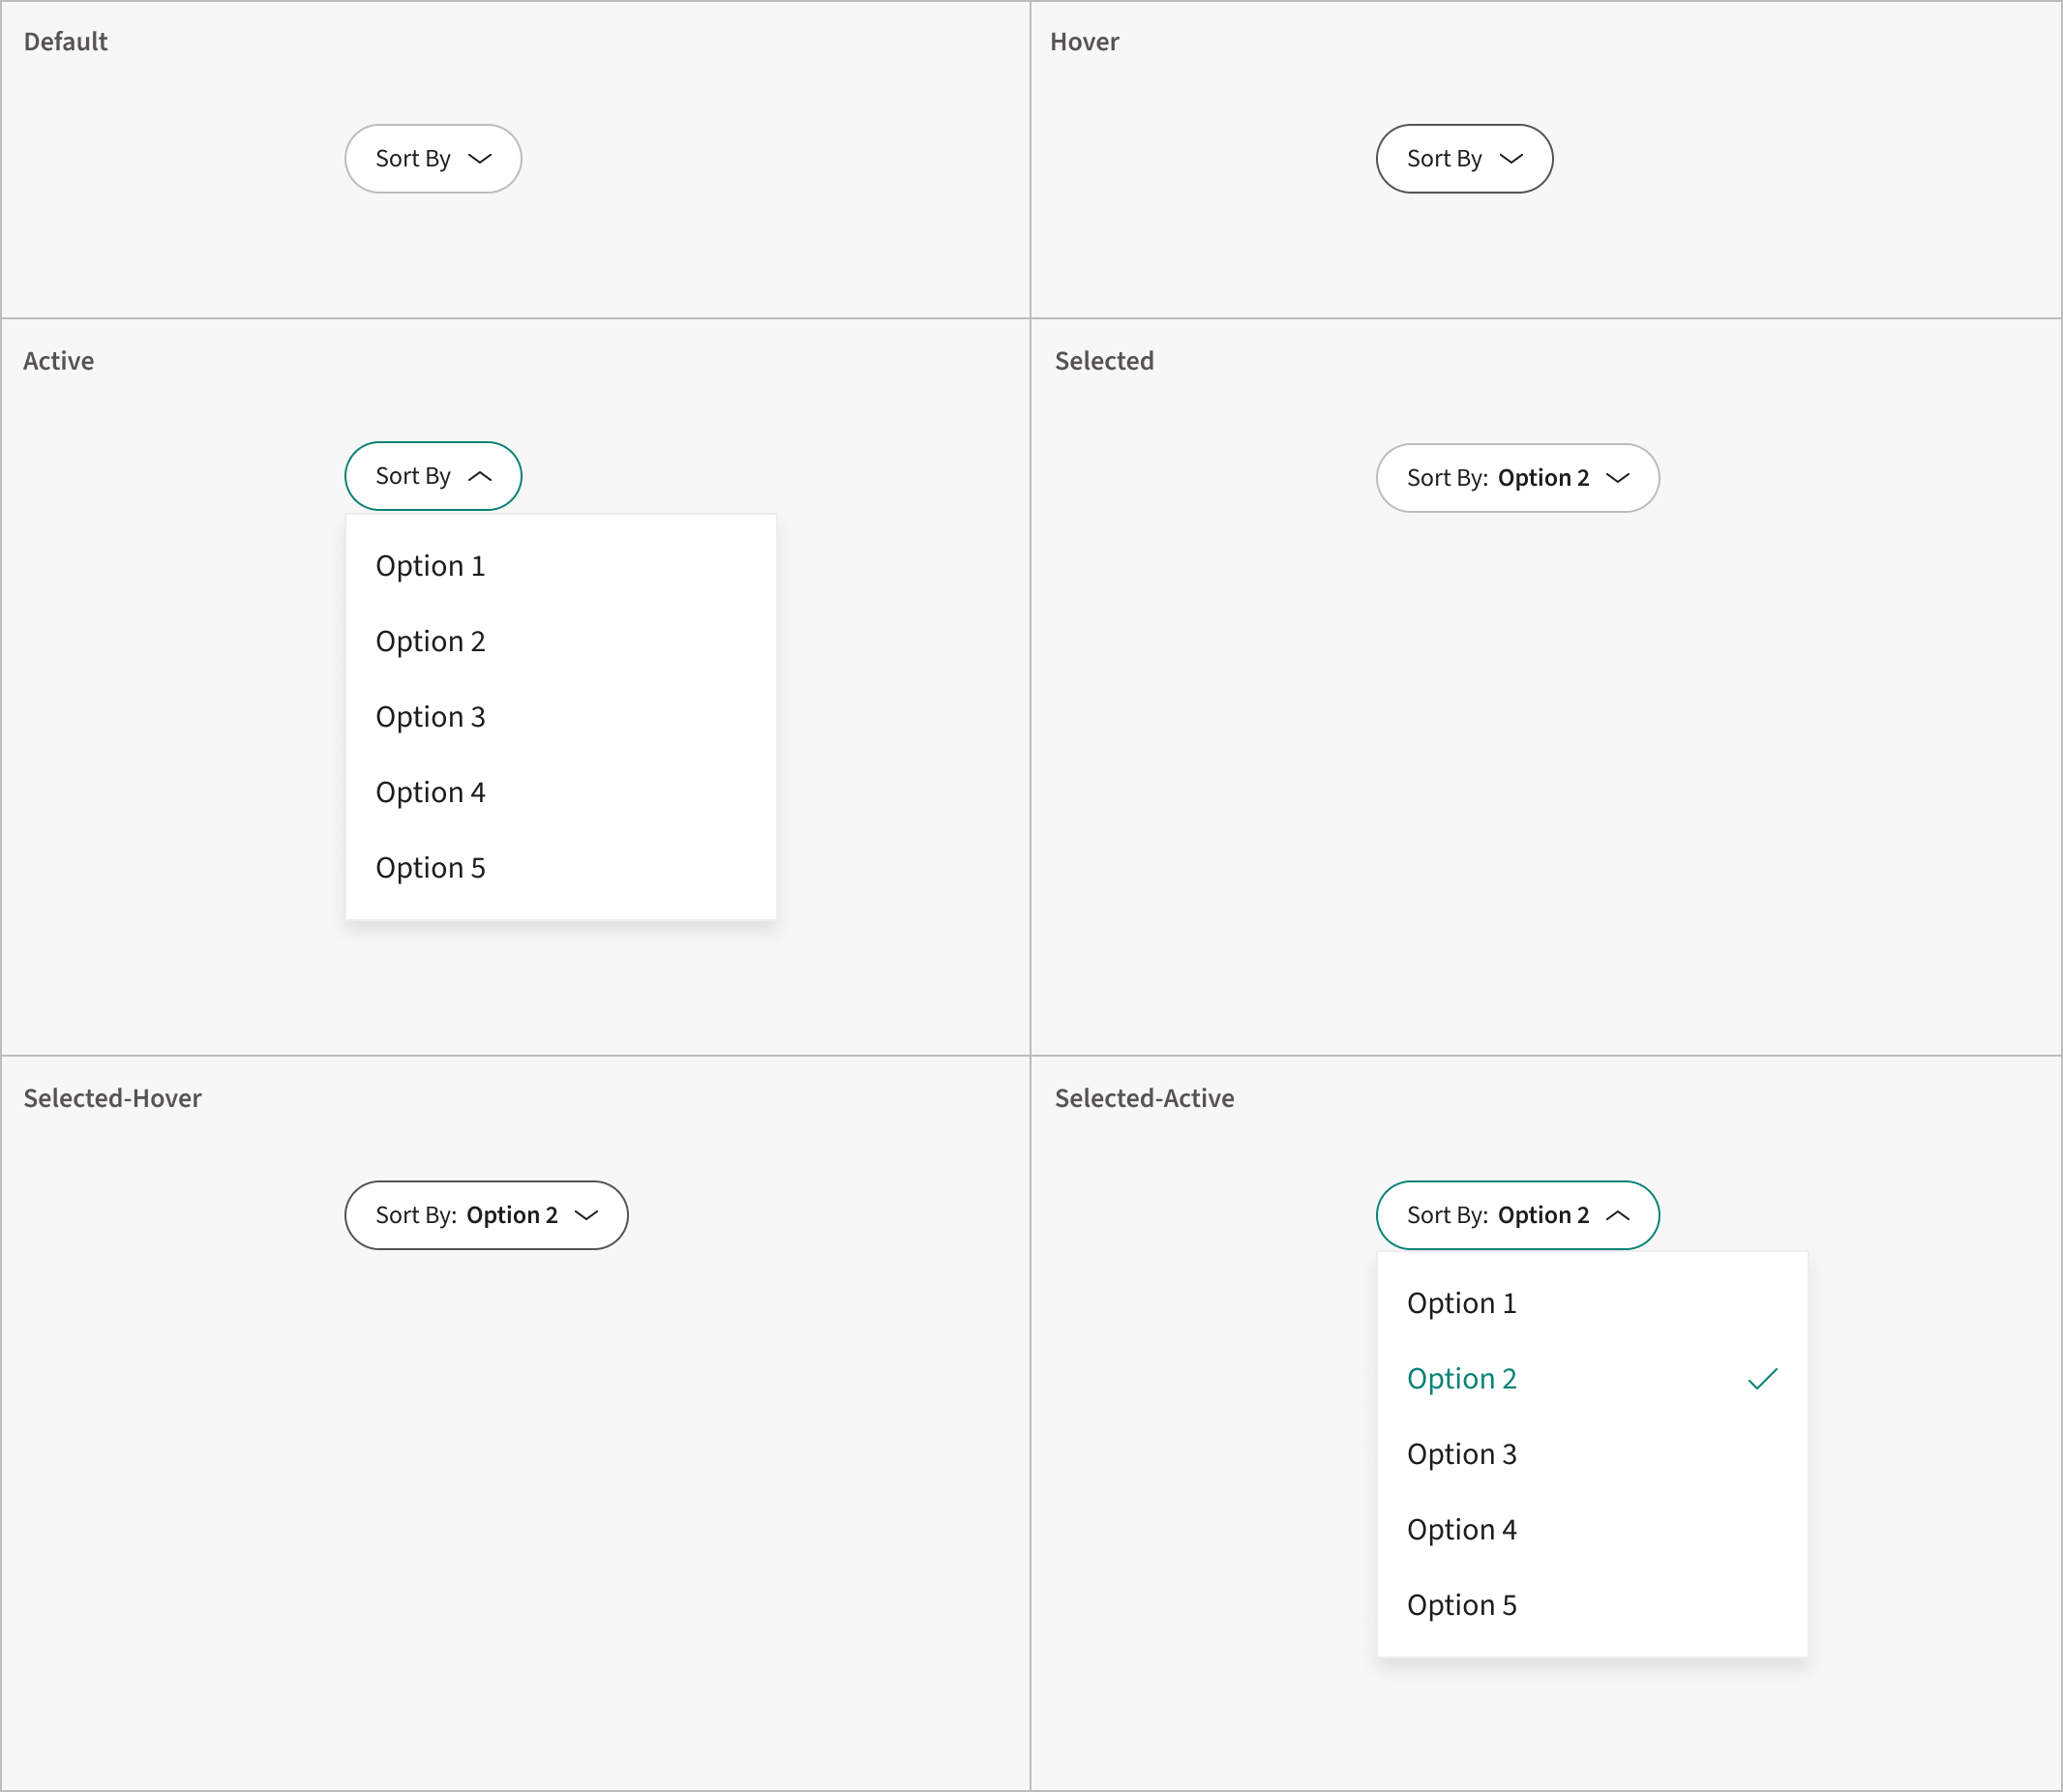 Default
Sort By
Hover
Sort By
Active
Sort By
Option 1
Option 2
Option 3
Option 4
Option 5
Selected
Sort By: Option 2
Selected-Hover
Sort By: Option 2
Selected-Active
Sort By: Option 2
Option 1
Option 2
Option 3
Option 4
Option 5